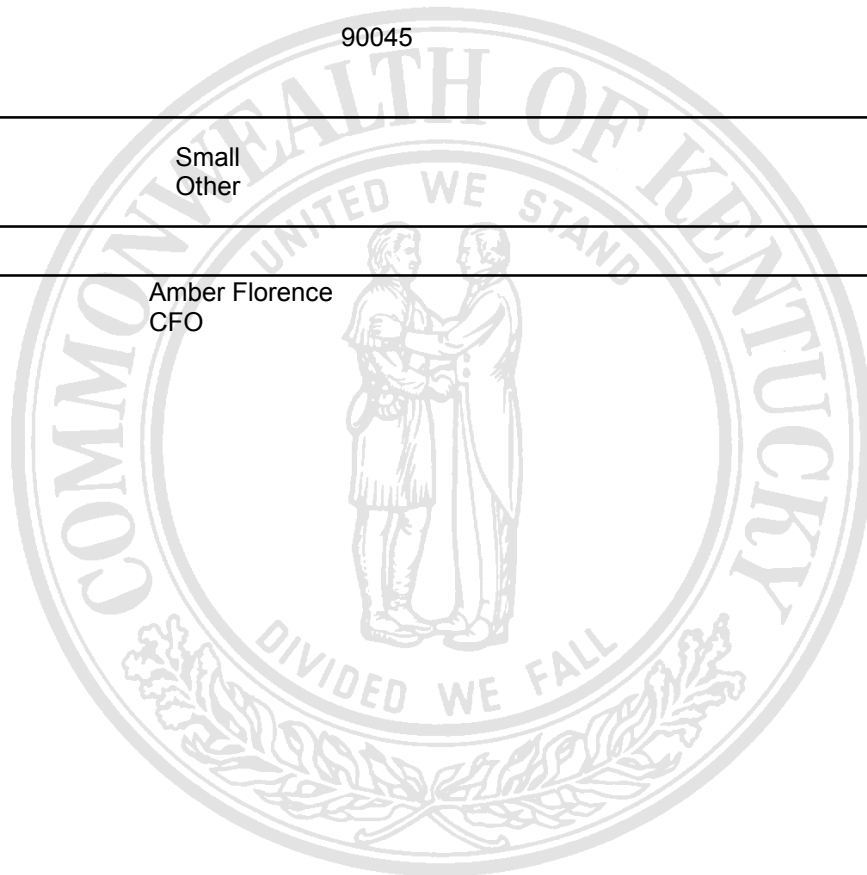 90045
Small
Other
Amber Florence
CFO
COMMONWEALTH OF KENTUCKY
UNITED WE STAND
DIVIDED WE FALL